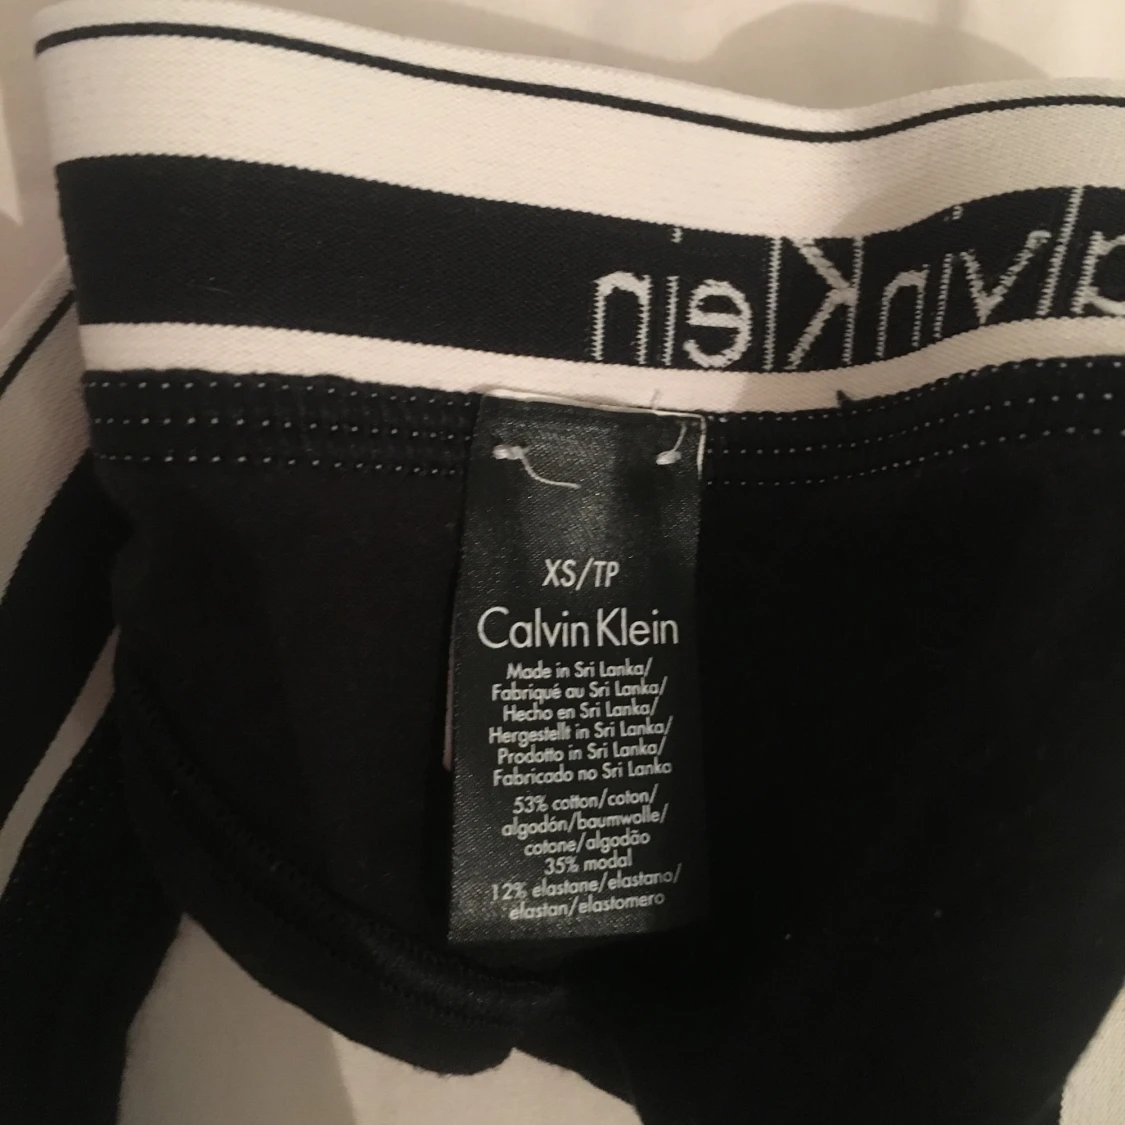 Calvin Klein
XS/TP
Calvin Klein
Made in Sri Lanka/
Fabriqué au Sri Lanka/
Hecho en Sri Lanka/
Hergestellt in Sri Lanka/
Prodotto in Sri Lanka/
Fabricado no Sri Lanka
53% cotton/coton/
algodón/baumwolle/
cotone/algodão
35% modal
12% elastane/elastano/
elastan/elastomero